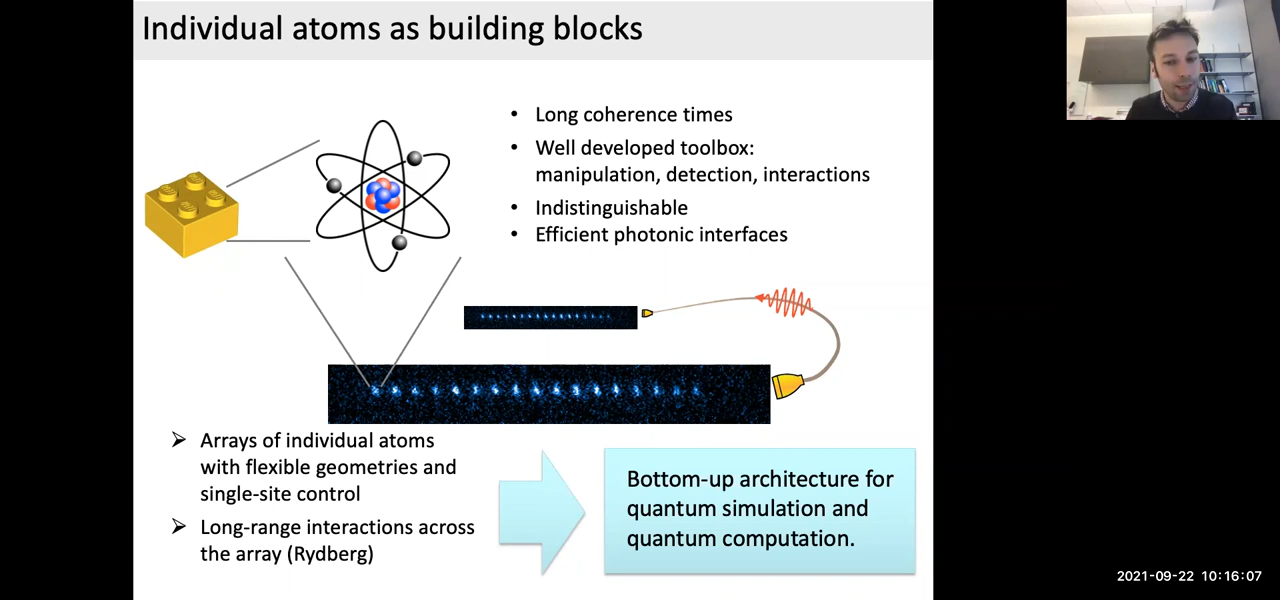 Individual atoms as building blocks
• Long coherence times
• Well developed toolbox:
manipulation, detection, interactions
• Indistinguishable
• Efficient photonic interfaces
➢ Arrays of individual atoms
with flexible geometries and
single-site control
➢ Long-range interactions across
the array (Rydberg)
Bottom-up architecture for
quantum simulation and
quantum computation.
2021-09-22 10:16:07